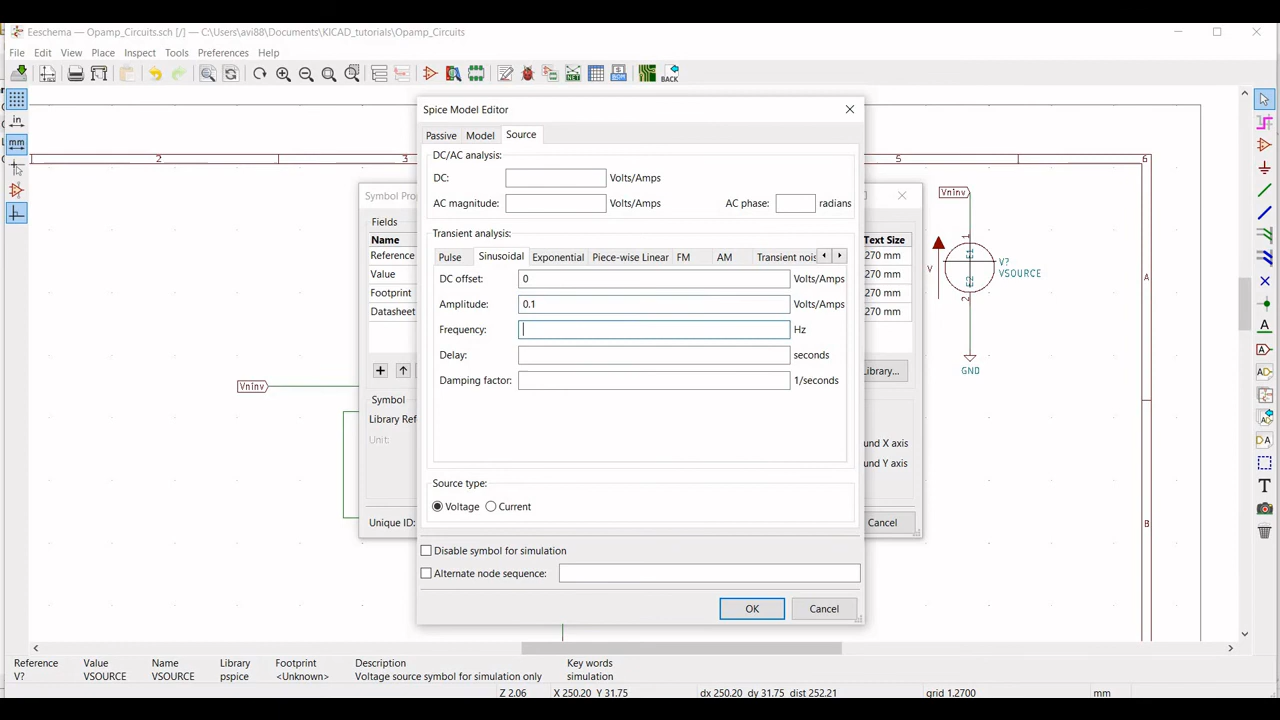 Eeschema — Opamp_Circuits.sch [/] — C:\Users\avi88\Documents\KICAD_tutorials\Opamp_Circuits
File Edit View Place Inspect Tools Preferences Help
BACK
in
mm
2 3 5 6
Spice Model Editor
Passive Model Source
DC/AC analysis:
DC: Volts/Amps
AC magnitude: Volts/Amps AC phase: radians
Transient analysis:
Pulse Sinusoidal Exponential Piece-wise Linear FM AM Transient nois
DC offset: 0 Volts/Amps
Amplitude: 0.1 Volts/Amps
Frequency: Hz
Delay: seconds
Damping factor: 1/seconds
Source type:
Voltage Current
Disable symbol for simulation
Alternate node sequence:
OK Cancel
Symbol Pro
Fields
Name Text Size
Reference 270 mm
Value 270 mm
Footprint 270 mm
Datasheet 270 mm
Library...
Symbol
Library Ref
Unit:
und X axis
und Y axis
Unique ID:
Cancel
Vninv
Vninv
1
E1
V
V?
VSOURCE
E2
2
GND
A
B
Reference Value Name Library Footprint Description Key words
V? VSOURCE VSOURCE pspice <Unknown> Voltage source symbol for simulation only simulation
Z 2.06 X 250.20 Y 31.75 dx 250.20 dy 31.75 dist 252.21 grid 1.2700 mm